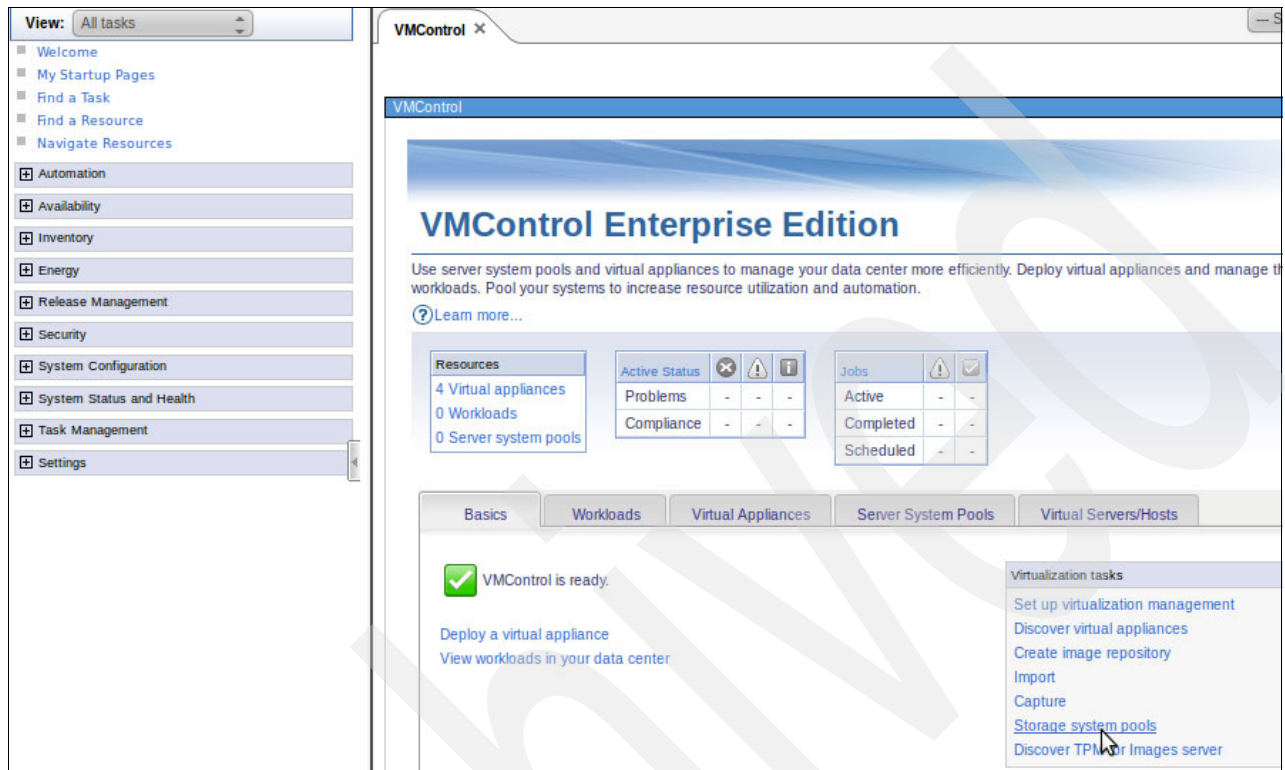 View: All tasks
Welcome
My Startup Pages
Find a Task
Find a Resource
Navigate Resources
Automation
Availability
Inventory
Energy
Release Management
Security
System Configuration
System Status and Health
Task Management
Settings
VMControl
--- S
VMControl
VMControl Enterprise Edition
Use server system pools and virtual appliances to manage your data center more efficiently. Deploy virtual appliances and manage th
workloads. Pool your systems to increase resource utilization and automation.
Learn more...
Resources
4 Virtual appliances
0 Workloads
0 Server system pools
Active Status
Problems - - -
Compliance - - -
Jobs
Active - -
Completed - -
Scheduled - -
Basics Workloads Virtual Appliances Server System Pools Virtual Servers/Hosts
VMControl is ready.
Deploy a virtual appliance
View workloads in your data center
Virtualization tasks
Set up virtualization management
Discover virtual appliances
Create image repository
Import
Capture
Storage system pools
Discover TPM for Images server